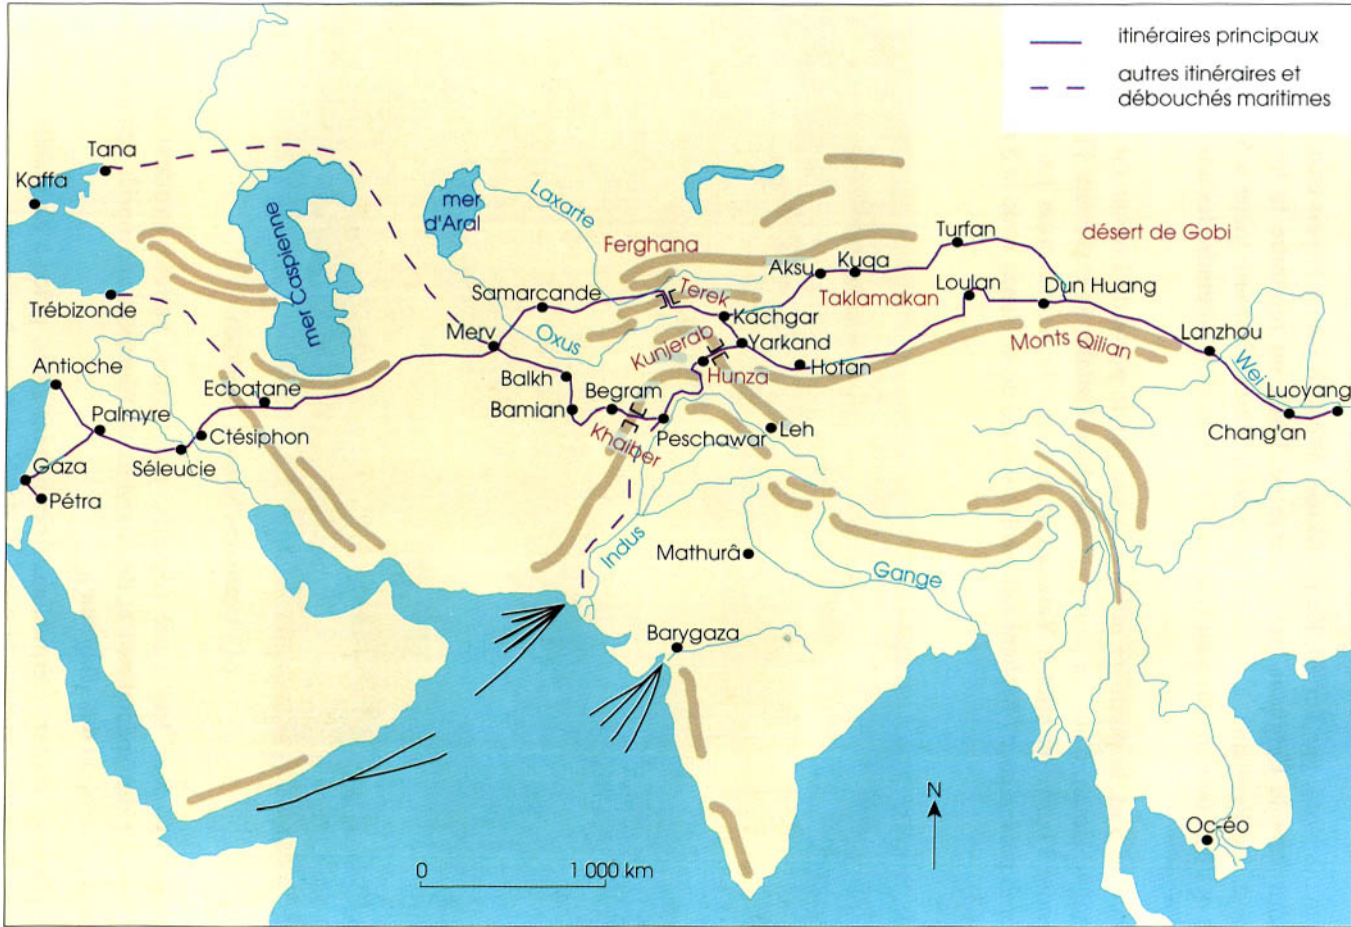 itinéraires principaux
autres itinéraires et
débouchés maritimes
Tana
Kaffa
mer Caspienne
mer
d'Aral
Laxarte
Ferghana
Turfan
désert de Gobi
Aksu
Kuqa
Loulan
Dun Huang
Taklamakan
Trébizonde
Samarcande
Terek
Kachgar
Merv
Oxus
Kunjerab
Yarkand
Lanzhou
Monts Qilian
Wei
Antioche
Ecbatane
Balkh
Begram
Hunza
Hotan
Luoyang
Palmyre
Bamian
Ctésiphon
Khaiber
Peschawar
Leh
Chang'an
Gaza
Séleucie
Pétra
Indus
Mathurâ
Gange
Barygaza
N
Oc-éo
0
1 000 km